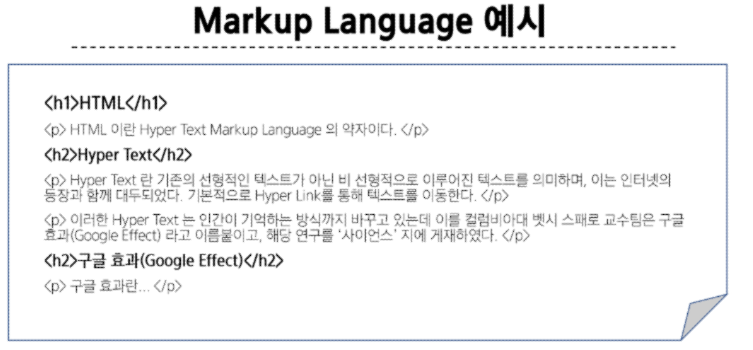 Markup Language 예시
<h1>HTML</h1>
<p> HTML 이란 Hyper Text Markup Language 의 약자이다. </p>
<h2>Hyper Text</h2>
<p> Hyper Text 란 기존의 선형적인 텍스트가 아닌 비 선형적으로 이루어진 텍스트를 의미하며, 이는 인터넷의
등장과 함께 대두되었다. 기본적으로 Hyper Link를 통해 텍스트를 이동한다. </p>
<p> 이러한 Hyper Text 는 인간이 기억하는 방식까지 바꾸고 있는데 이를 컬럼비아대 벳시 스패로 교수팀은 구글
효과(Google Effect) 라고 이름붙이고, 해당 연구를 ‘사이언스’ 지에 게재하였다. </p>
<h2>구글 효과(Google Effect)</h2>
<p> 구글 효과란... </p>